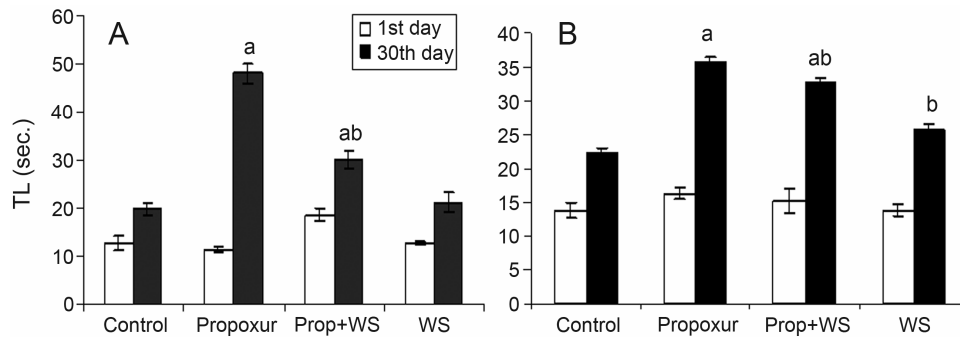 A
1st day
30th day
TL (sec.)
60
50
40
30
20
10
0
a
ab
Control
Propoxur
Prop+WS
WS
B
40
35
30
25
20
15
10
5
0
a
ab
b
Control
Propoxur
Prop+WS
WS